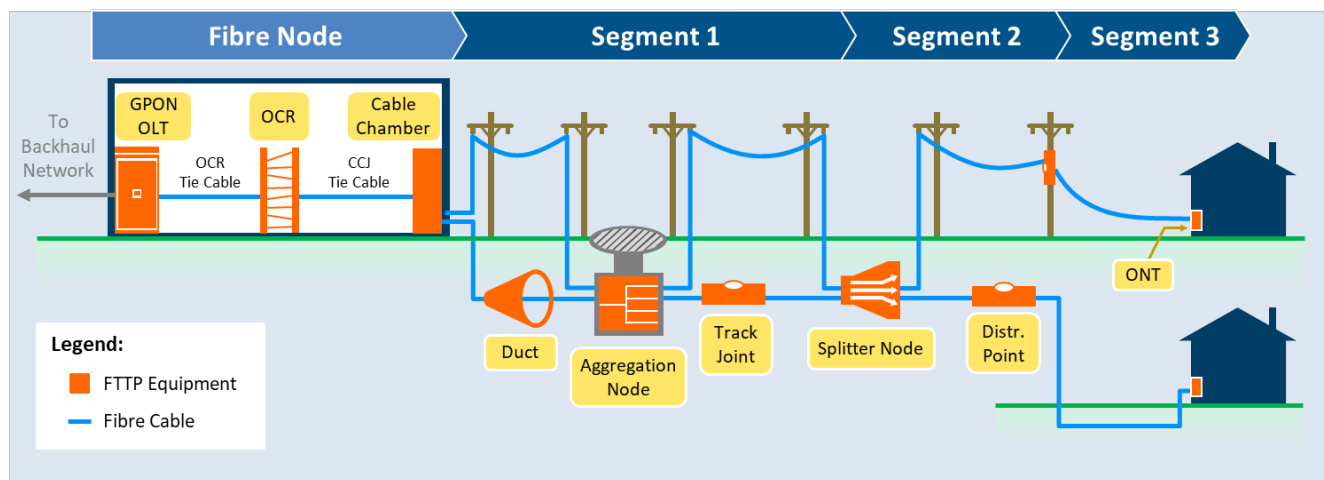 Fibre Node
Segment 1
Segment 2
Segment 3
To
Backhaul
Network
GPON
OLT
OCR
Cable
Chamber
OCR
Tie Cable
CCJ
Tie Cable
ONT
Duct
Aggregation
Node
Track
Joint
Splitter Node
Distr.
Point
Legend:
FTTP Equipment
Fibre Cable